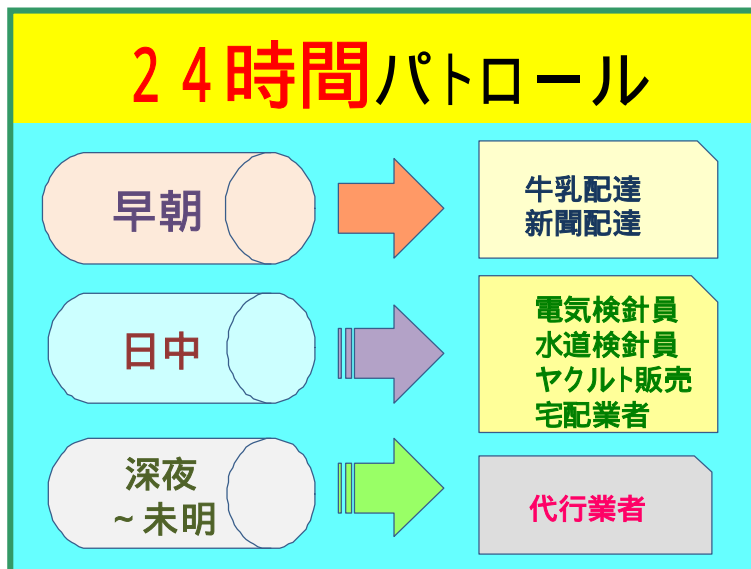 ２４時間パトロール
早朝
牛乳配達
新聞配達
日中
電気検針員
水道検針員
ヤクルト販売
宅配業者
深夜
~未明
代行業者